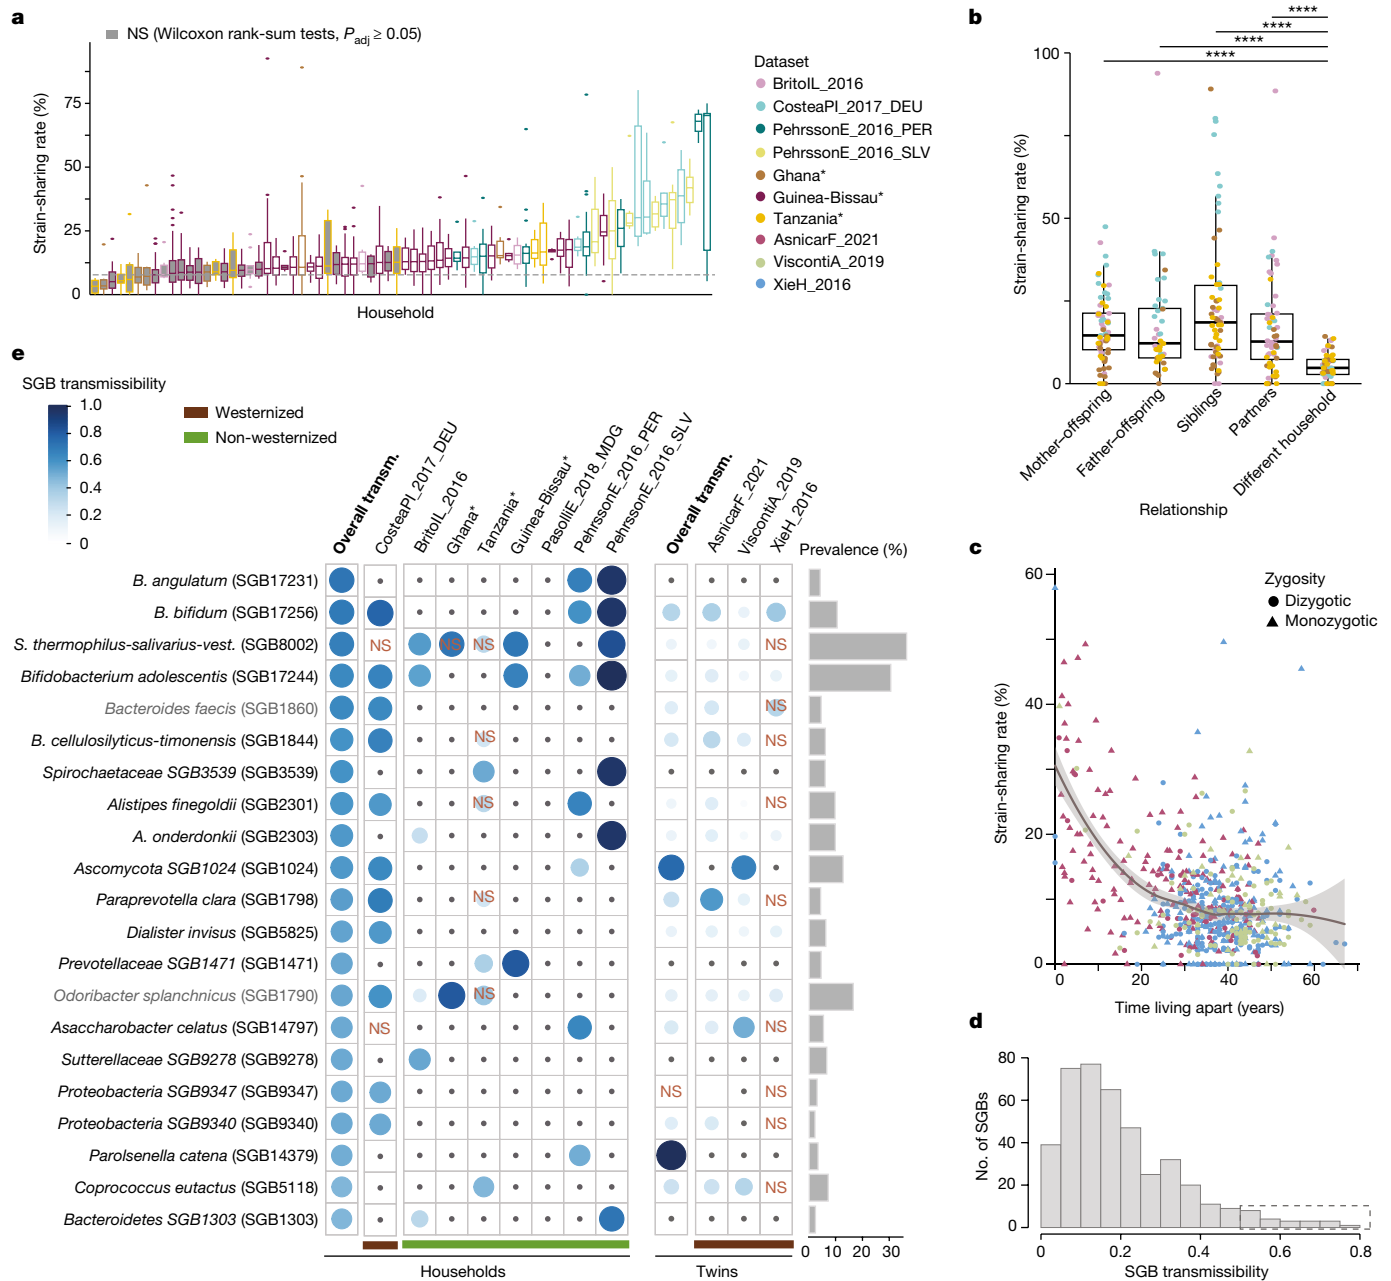 a
NS (Wilcoxon rank-sum tests, Padj ≥ 0.05)
Strain-sharing rate (%)
75
50
25
0
Household
Dataset
BritoIL_2016
CosteaPI_2017_DEU
PehrssonE_2016_PER
PehrssonE_2016_SLV
Ghana*
Guinea-Bissau*
Tanzania*
AsnicarF_2021
ViscontiA_2019
XieH_2016
b
****
****
****
****
Strain-sharing rate (%)
100
50
0
Mother–offspring
Father–offspring
Siblings
Partners
Different household
Relationship
e
SGB transmissibility
1.0
0.8
0.6
0.4
0.2
0
Westernized
Non-westernized
Overall transm.
CosteaPI_2017_DEU
BritoIL_2016
Ghana*
Tanzania*
Guinea-Bissau*
PasolliE_2018_MDG
PehrssonE_2016_PER
PehrssonE_2016_SLV
Overall transm.
AsnicarF_2021
ViscontiA_2019
XieH_2016
Prevalence (%)
B. angulatum (SGB17231)
B. bifidum (SGB17256)
S. thermophilus-salivarius-vest. (SGB8002) NS NS NS NS
Bifidobacterium adolescentis (SGB17244)
Bacteroides faecis (SGB1860) NS
B. cellulosilyticus-timonensis (SGB1844) NS NS
Spirochaetaceae SGB3539 (SGB3539)
Alistipes finegoldii (SGB2301) NS NS
A. onderdonkii (SGB2303)
Ascomycota SGB1024 (SGB1024)
Paraprevotella clara (SGB1798) NS NS
Dialister invisus (SGB5825)
Prevotellaceae SGB1471 (SGB1471)
Odoribacter splanchnicus (SGB1790) NS
Asaccharobacter celatus (SGB14797) NS NS
Sutterellaceae SGB9278 (SGB9278)
Proteobacteria SGB9347 (SGB9347) NS NS
Proteobacteria SGB9340 (SGB9340) NS
Parolsenella catena (SGB14379)
Coprococcus eutactus (SGB5118) NS
Bacteroidetes SGB1303 (SGB1303)
0 10 20 30
Households
Twins
c
Strain-sharing rate (%)
60
40
20
0
Zygosity
Dizygotic
Monozygotic
0 20 40 60
Time living apart (years)
d
No. of SGBs
80
60
40
20
0
0 0.2 0.4 0.6 0.8
SGB transmissibility